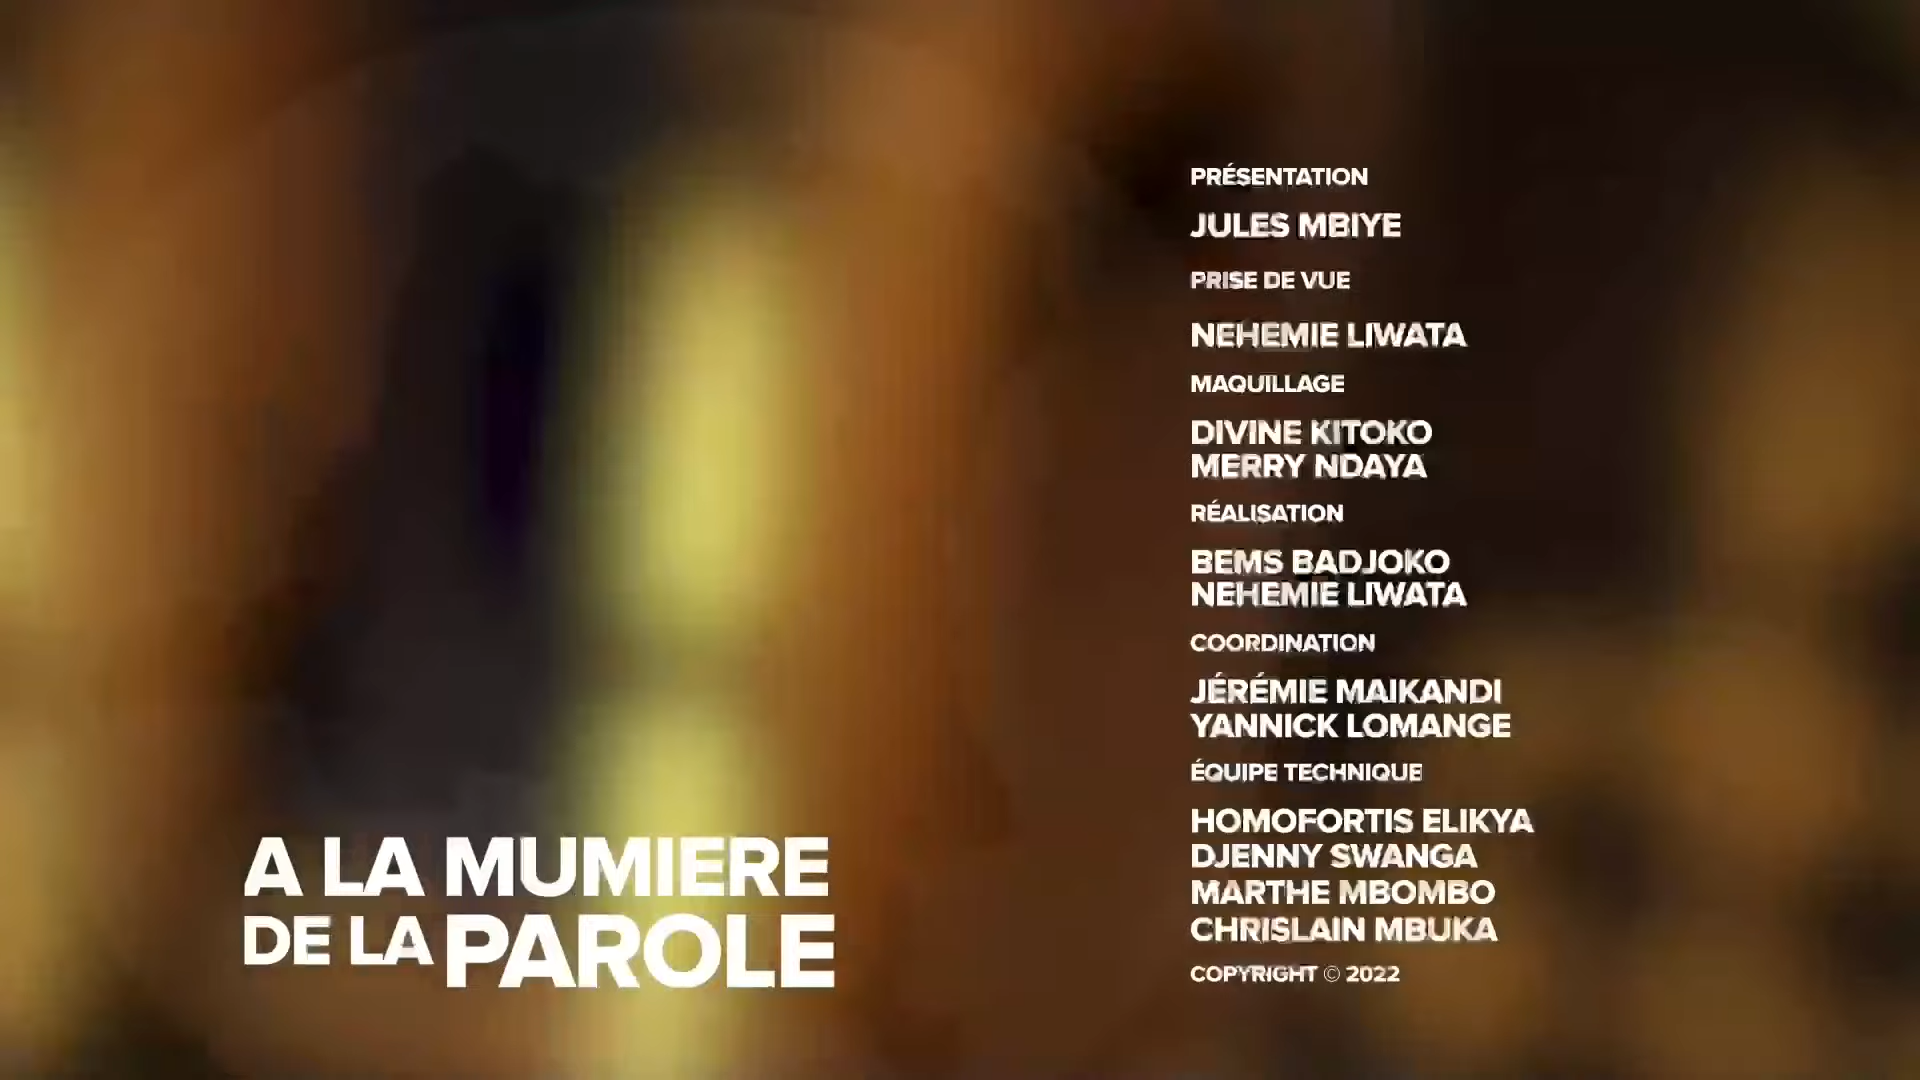 A LA MUMIERE
DE LA PAROLE
PRÉSENTATION
JULES MBIYE
PRISE DE VUE
NEHEMIE LIWATA
MAQUILLAGE
DIVINE KITOKO
MERRY NDAYA
RÉALISATION
BEMS BADJOKO
NEHEMIE LIWATA
COORDINATION
JÉRÉMIE MAIKANDI
YANNICK LOMANGE
ÉQUIPE TECHNIQUE
HOMOFORTIS ELIKYA
DJENNY SWANGA
MARTHE MBOMBO
CHRISLAIN MBUKA
COPYRIGHT © 2022